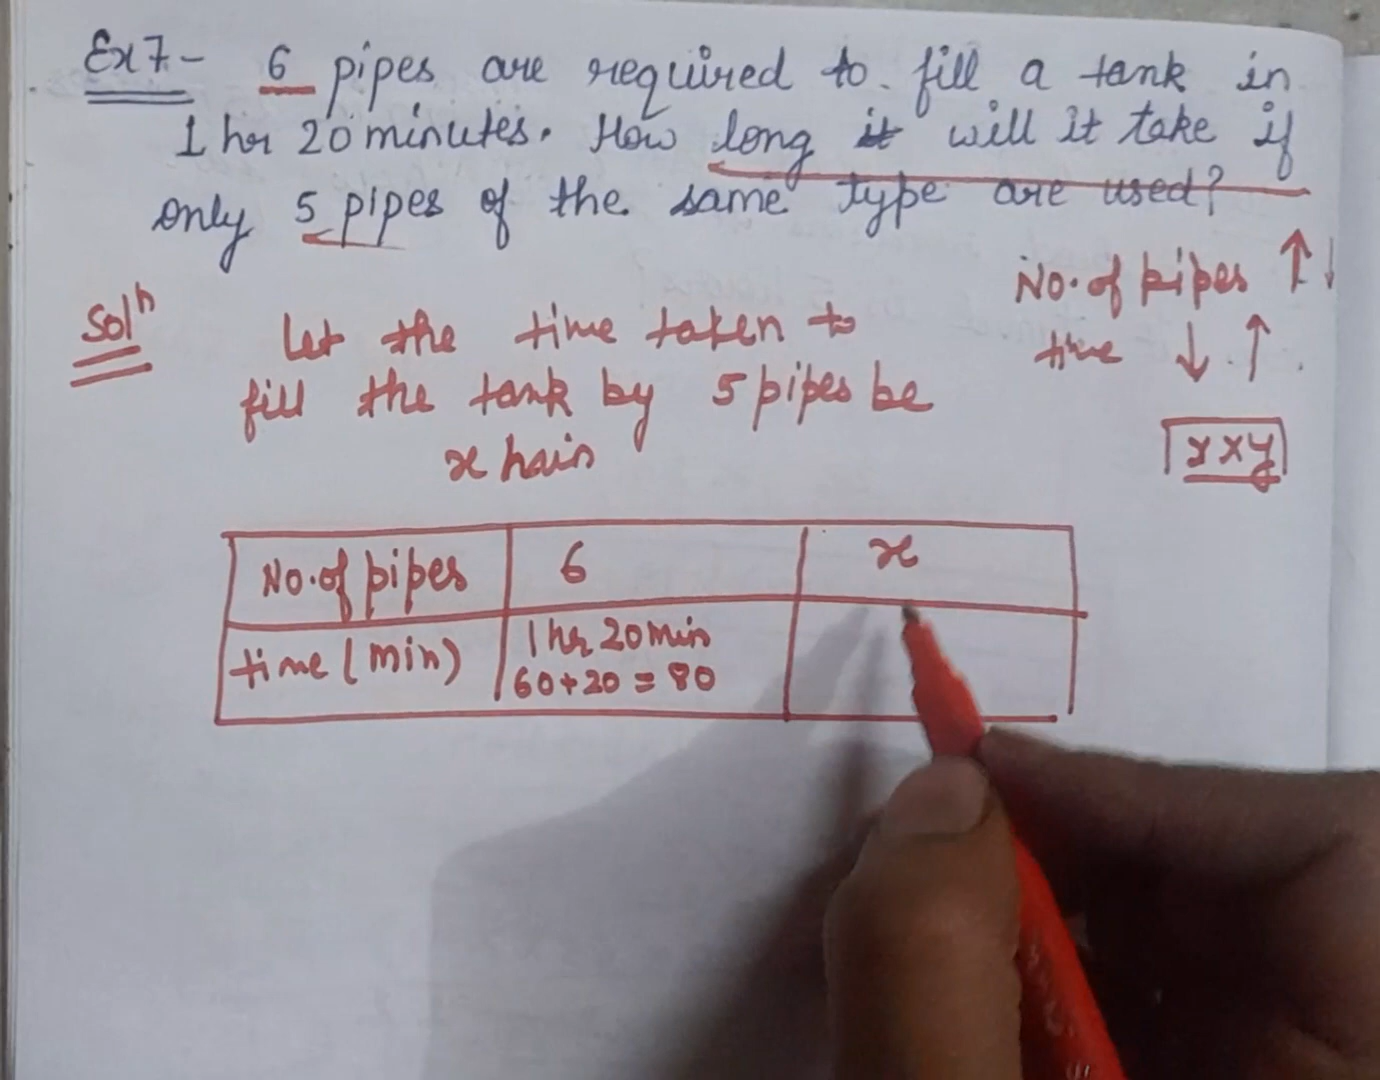 Ex7- 6 pipes are required to fill a tank in
1 hr 20 minutes. How long it will it take if
only 5 pipes of the same type are used?
No. of pipes ↑↓
time ↓ ↑
Solⁿ Let the time taken to
fill the tank by 5 pipes be
x
x x y
No. of pipes 6 x
time (min) 1 hr 20 min
60+20 = 80